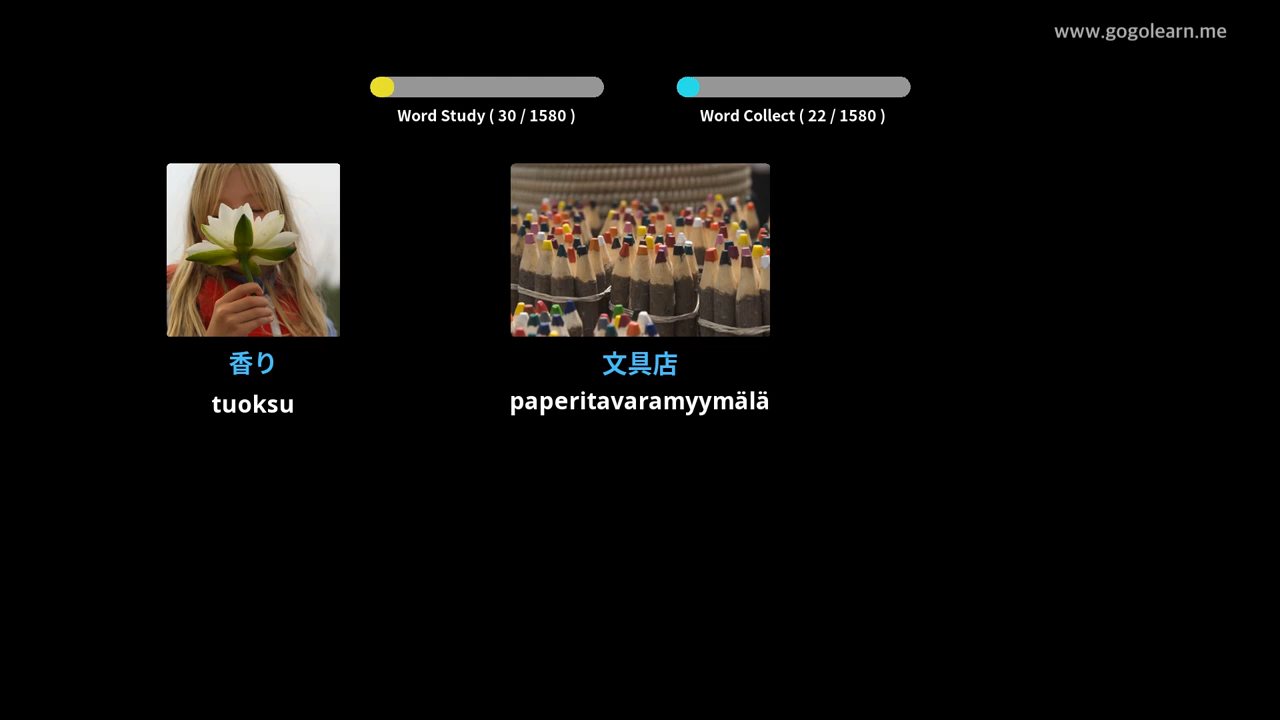 www.gogolearn.me
Word Study ( 30 / 1580 )
Word Collect ( 22 / 1580 )
香り
tuoksu
文具店
paperitavaramyymälä